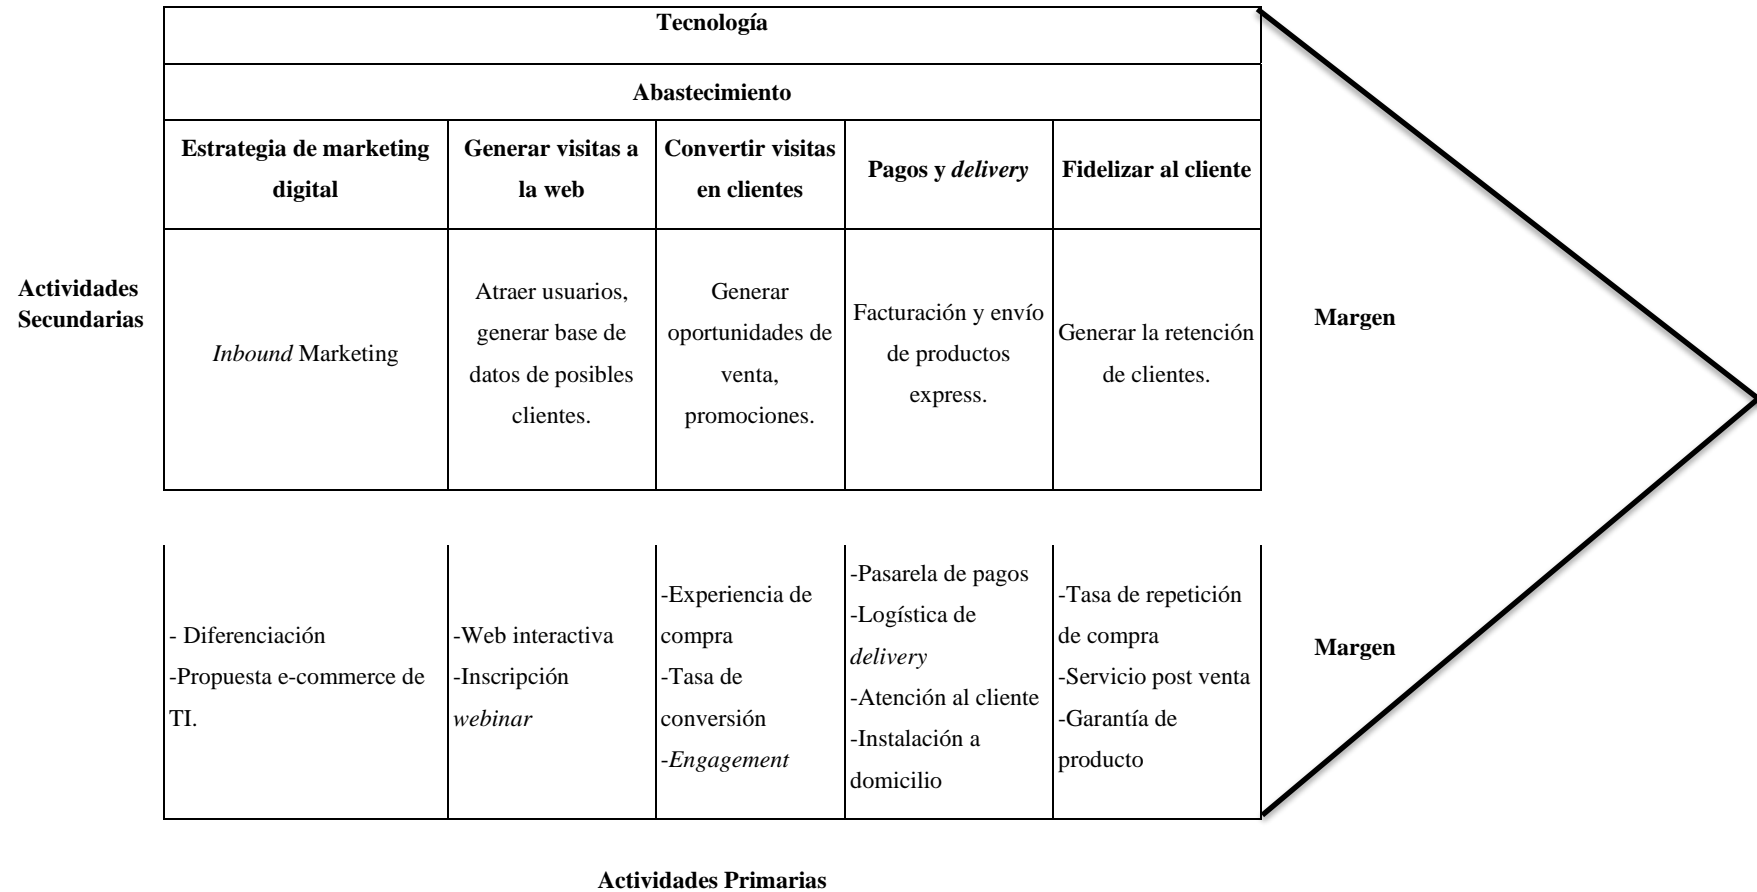 Tecnología
Abastecimiento
Estrategia de marketing
digital
Generar visitas a
la web
Convertir visitas
en clientes
Pagos y delivery
Fidelizar al cliente
Actividades
Secundarias
Inbound Marketing
Atraer usuarios,
generar base de
datos de posibles
clientes.
Generar
oportunidades de
venta,
promociones.
Facturación y envío
de productos
express.
Generar la retención
de clientes.
Margen
- Diferenciación
-Propuesta e-commerce de
TI.
-Web interactiva
-Inscripción
webinar
-Experiencia de
compra
-Tasa de
conversión
-Engagement
-Pasarela de pagos
-Logística de
delivery
-Atención al cliente
-Instalación a
domicilio
-Tasa de repetición
de compra
-Servicio post venta
-Garantía de
producto
Margen
Actividades Primarias